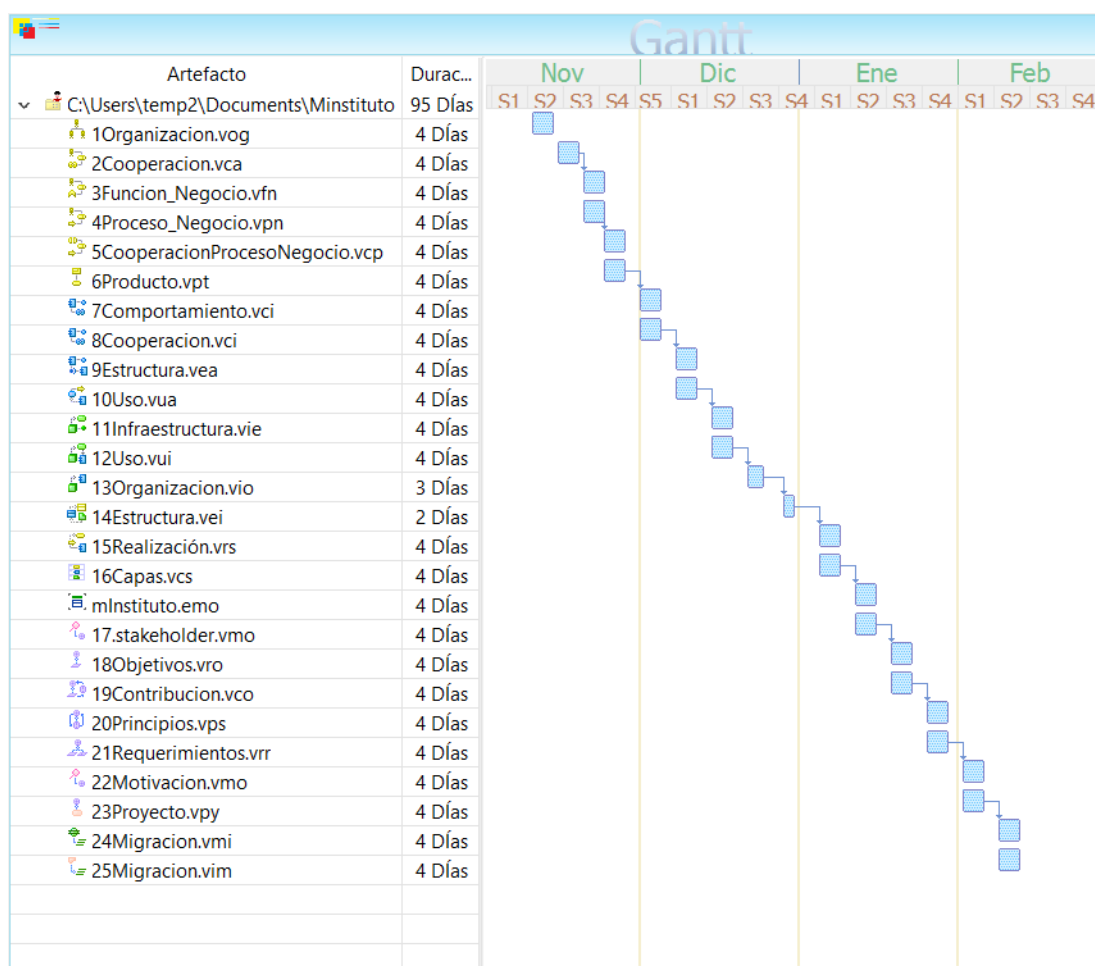 Gantt
Artefacto Durac... Nov Dic Ene Feb
C:\Users\temp2\Documents\Minstituto 95 Días S1 S2 S3 S4 S5 S1 S2 S3 S4 S1 S2 S3 S4 S1 S2 S3 S4
1Organizacion.vog 4 Días
2Cooperacion.vca 4 Días
3Funcion_Negocio.vfn 4 Días
4Proceso_Negocio.vpn 4 Días
5CooperacionProcesoNegocio.vcp 4 Días
6Producto.vpt 4 Días
7Comportamiento.vci 4 Días
8Cooperacion.vci 4 Días
9Estructura.vea 4 Días
10Uso.vua 4 Días
11Infraestructura.vie 4 Días
12Uso.vui 4 Días
13Organizacion.vio 3 Días
14Estructura.vei 2 Días
15Realización.vrs 4 Días
16Capas.vcs 4 Días
mInstituto.emo 4 Días
17.stakeholder.vmo 4 Días
18Objetivos.vro 4 Días
19Contribucion.vco 4 Días
20Principios.vps 4 Días
21Requerimientos.vrr 4 Días
22Motivacion.vmo 4 Días
23Proyecto.vpy 4 Días
24Migracion.vmi 4 Días
25Migracion.vim 4 Días